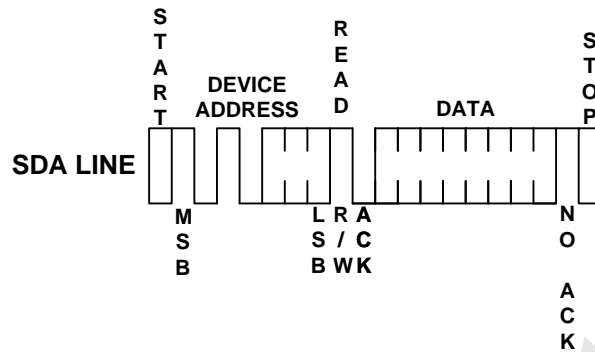 START
READ
STOP
DEVICE
ADDRESS
DATA
SDA LINE
MSB
LSB
R/W
ACK
NO ACK